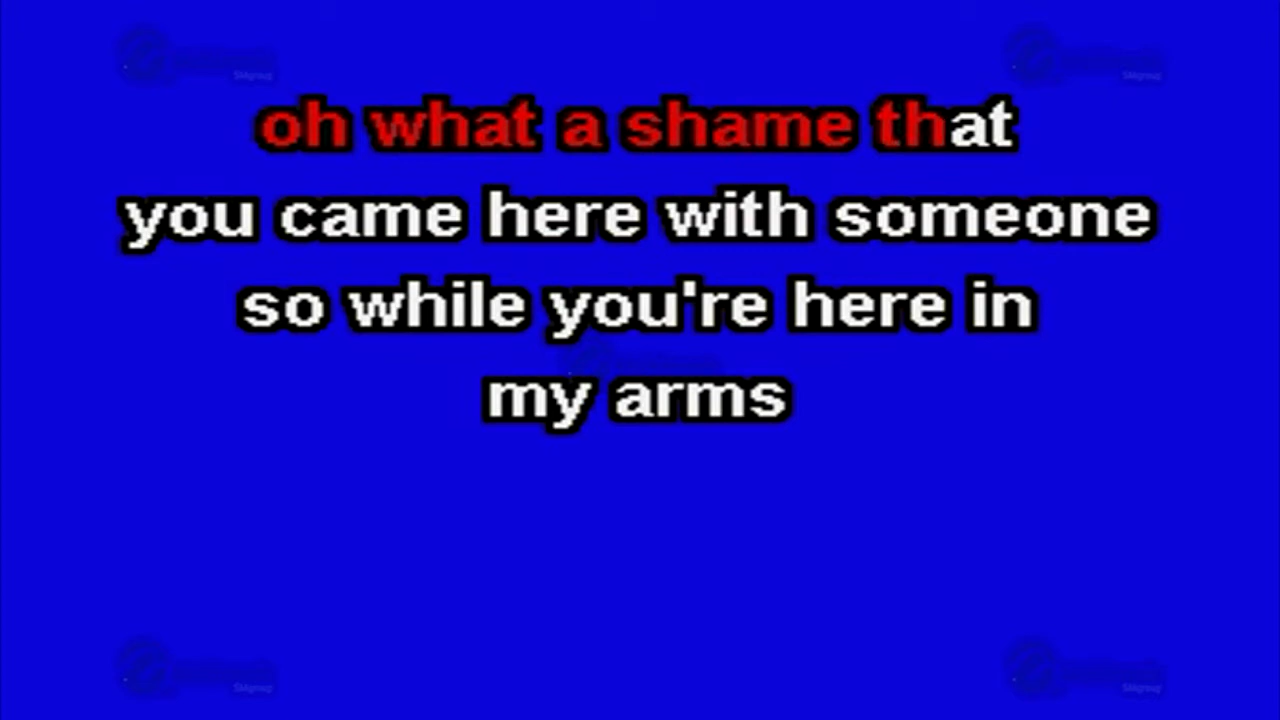 oh what a shame that
you came here with someone
so while you're here in
my arms